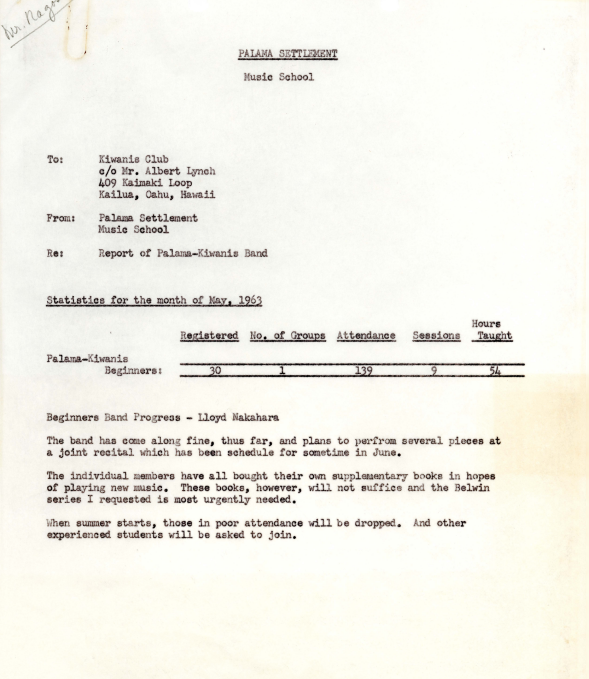 PALAMA SETTLEMENT
Music School
To: Kiwanis Club
c/o Mr. Albert Lynch
409 Kaimaki Loop
Kailua, Oahu, Hawaii
From: Palama Settlement
Music School
Re: Report of Palama-Kiwanis Band
Statistics for the month of May, 1963
Hours
Registered No. of Groups Attendance Sessions Taught
Palama-Kiwanis
Beginners: 30 1 139 9 54
Beginners Band Progress - Lloyd Nakahara
The band has come along fine, thus far, and plans to perfrom several pieces at
a joint recital which has been schedule for sometime in June.
The individual members have all bought their own supplementary books in hopes
of playing new music. These books, however, will not suffice and the Belwin
series I requested is most urgently needed.
When summer starts, those in poor attendance will be dropped. And other
experienced students will be asked to join.